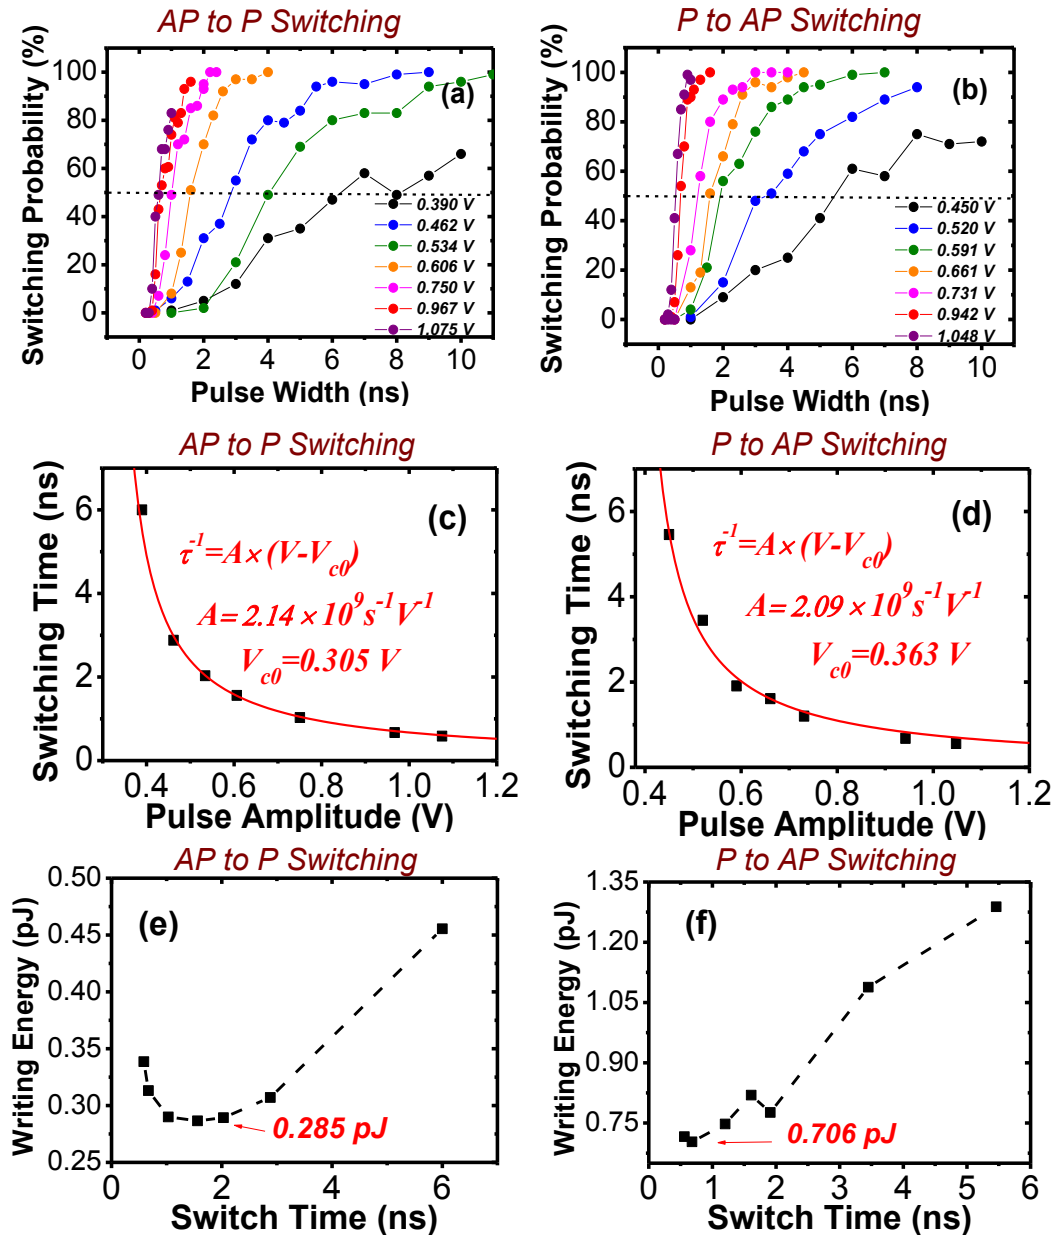 AP to P Switching
Switching Probability (%)
100
80
60
40
20
0
(a)
0.390 V
0.462 V
0.534 V
0.606 V
0.750 V
0.967 V
1.075 V
0 2 4 6 8 10
Pulse Width (ns)
P to AP Switching
Switching Probability (%)
100
80
60
40
20
0
(b)
0.450 V
0.520 V
0.591 V
0.661 V
0.731 V
0.942 V
1.048 V
0 2 4 6 8 10
Pulse Width (ns)
AP to P Switching
Switching Time (ns)
6
4
2
0
(c)
τ⁻¹=A×(V-Vc0)
A=2.14×10⁹s⁻¹V⁻¹
Vc0=0.305 V
0.4 0.6 0.8 1.0 1.2
Pulse Amplitude (V)
P to AP Switching
Switching Time (ns)
6
4
2
0
(d)
τ⁻¹=A×(V-Vc0)
A=2.09×10⁹s⁻¹V⁻¹
Vc0=0.363 V
0.4 0.6 0.8 1.0 1.2
Pulse Amplitude (V)
AP to P Switching
Writing Energy (pJ)
0.50
0.45
0.40
0.35
0.30
0.25
(e)
0.285 pJ
0 2 4 6
Switch Time (ns)
P to AP Switching
Writing Energy (pJ)
1.35
1.20
1.05
0.90
0.75
(f)
0.706 pJ
0 1 2 3 4 5 6
Switch Time (ns)